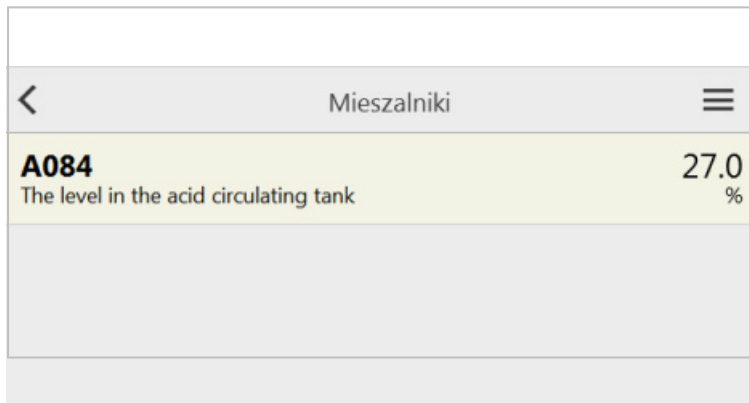 Mieszalniki
A084
27.0
The level in the acid circulating tank
%